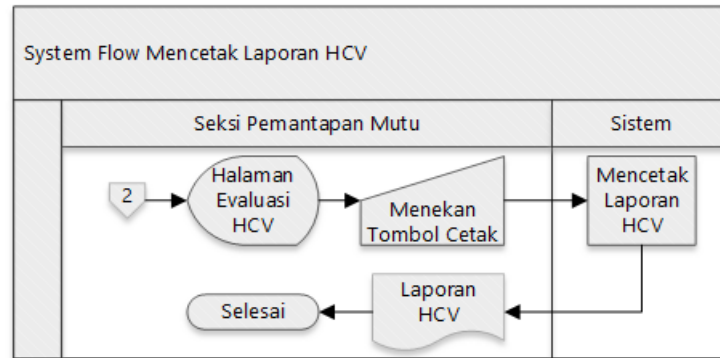 System Flow Mencetak Laporan HCV
Seksi Pemantapan Mutu
Sistem
2
Halaman
Evaluasi
HCV
Menekan
Tombol Cetak
Mencetak
Laporan
HCV
Laporan
HCV
Selesai